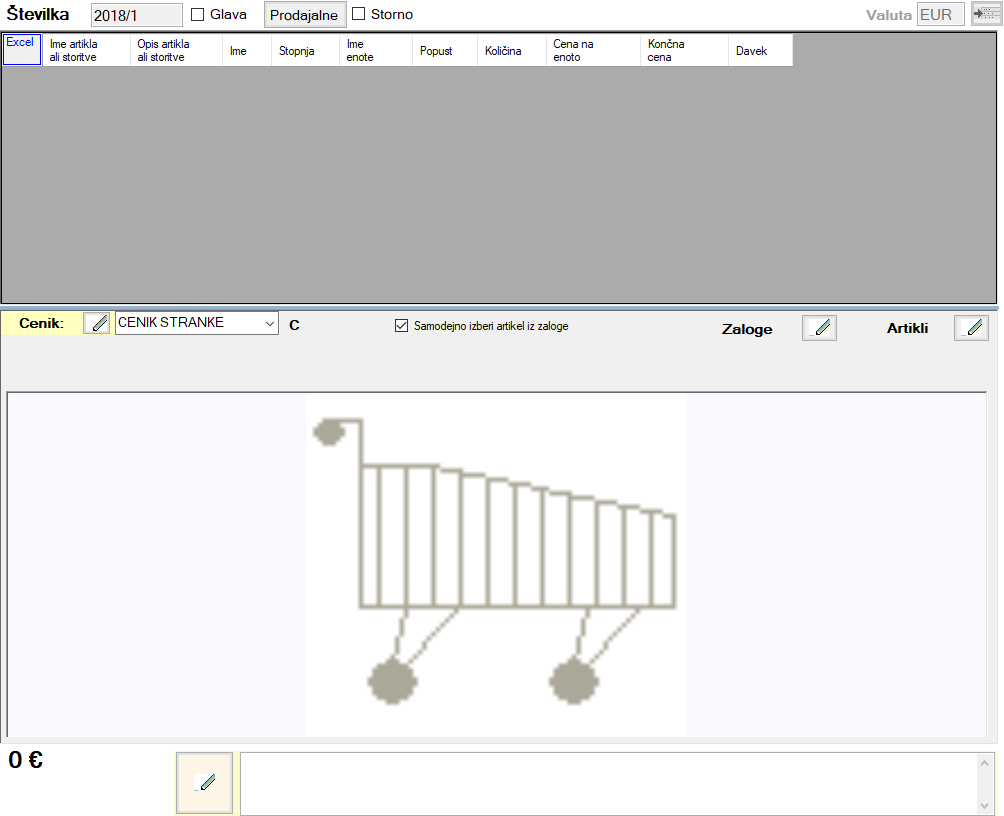 Številka 2018/1 Glava Prodajalne Storno Valuta EUR
Excel Ime artikla ali storitve Opis artikla ali storitve Ime Stopnja Ime enote Popust Količina Cena na enoto Končna cena Davek
Cenik: CENIK STRANKE C Samodejno izberi artikel iz zaloge Zaloge Artikli
0 €